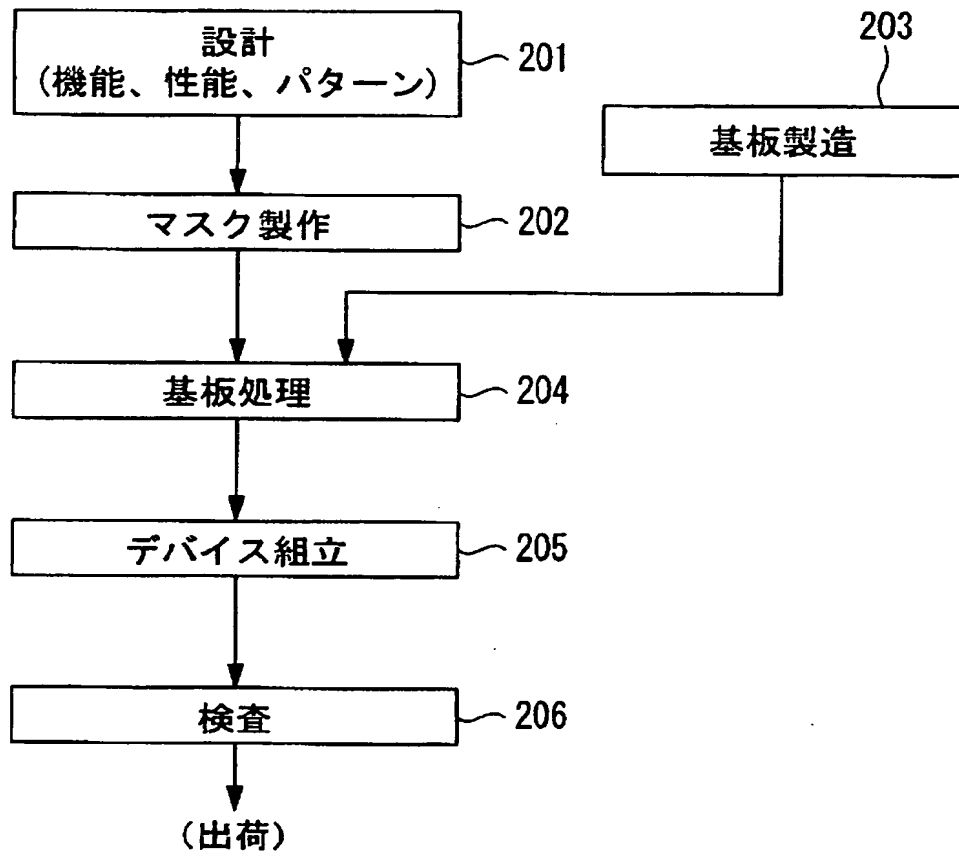 設計
(機能、性能、パターン)
201
203
基板製造
マスク製作
202
基板処理
204
デバイス組立
205
検査
206
(出荷)